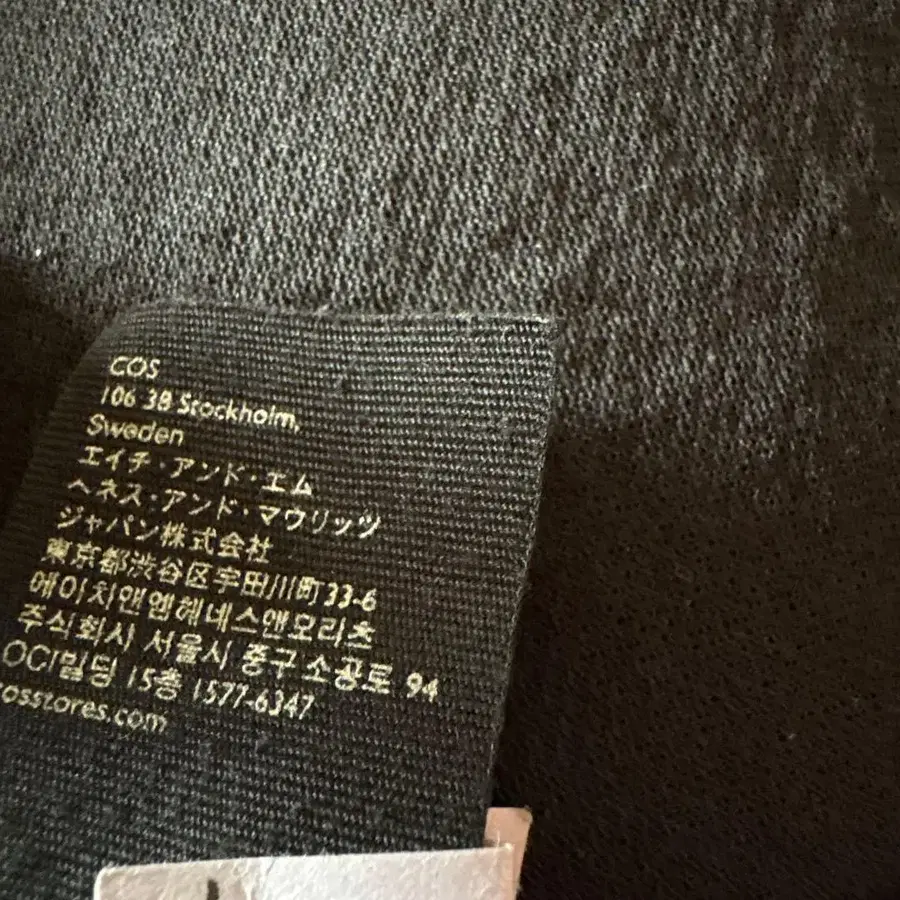 COS
106 38 Stockholm,
Sweden
エイチ・アンド・エム
ヘネス・アンド・マウリッツ
ジャパン株式会社
東京都渋谷区宇田川町33-6
에이치앤엠헤네스앤모리츠
주식회사 서울시 중구 소공로 94
OCI빌딩 15층 1577-6347
osstores.com